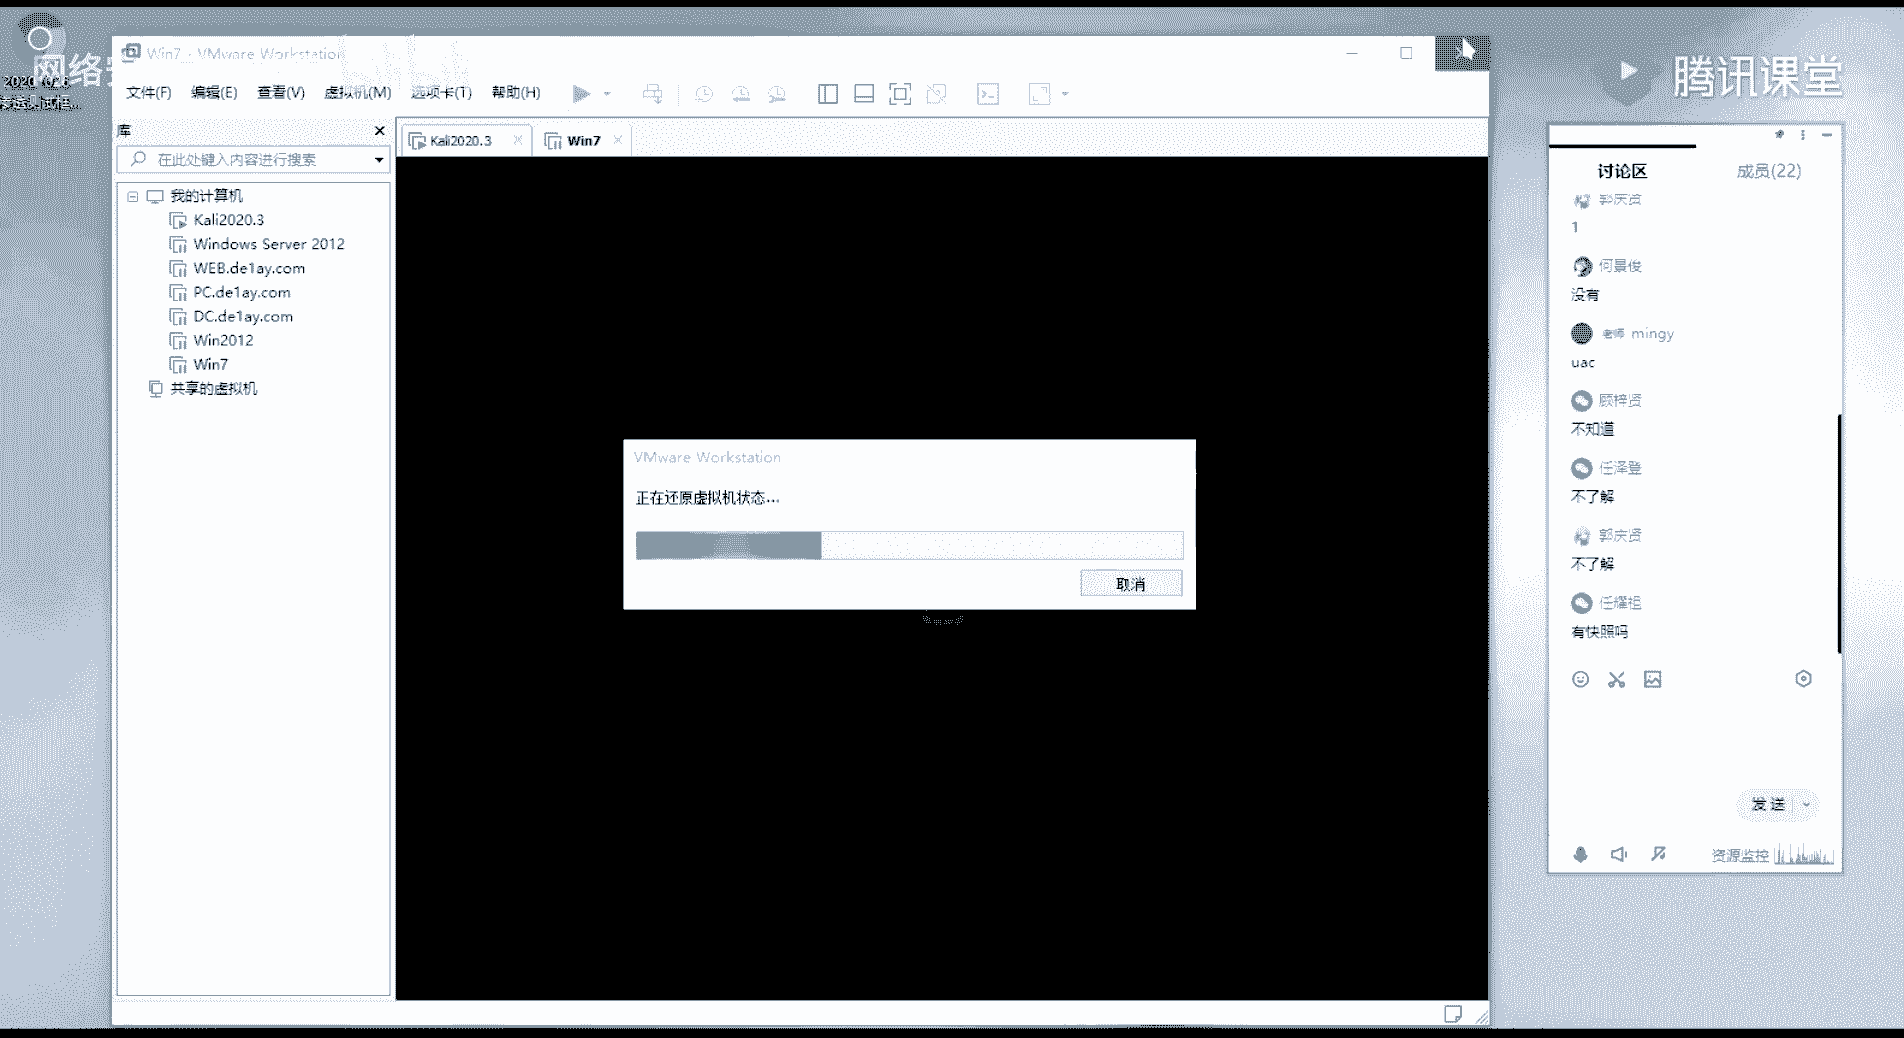 Win7 - VMware Workstation
网络
文件(F) 编辑(E) 查看(V) 虚拟机(M) 选项卡(T) 帮助(H)
腾讯课堂
库
Kali2020.3
Win7
在此处键入内容进行搜索
我的计算机
Kali2020.3
Windows Server 2012
WEB.de1ay.com
PC.de1ay.com
DC.de1ay.com
Win2012
Win7
共享的虚拟机
VMware Workstation
正在还原虚拟机状态...
取消
讨论区 成员(22)
郭庆贤
1
何景俊
没有
老师 mingy
uac
顾梓贤
不知道
任泽登
不了解
郭庆贤
不了解
任耀祖
有快照吗
发送
资源监控